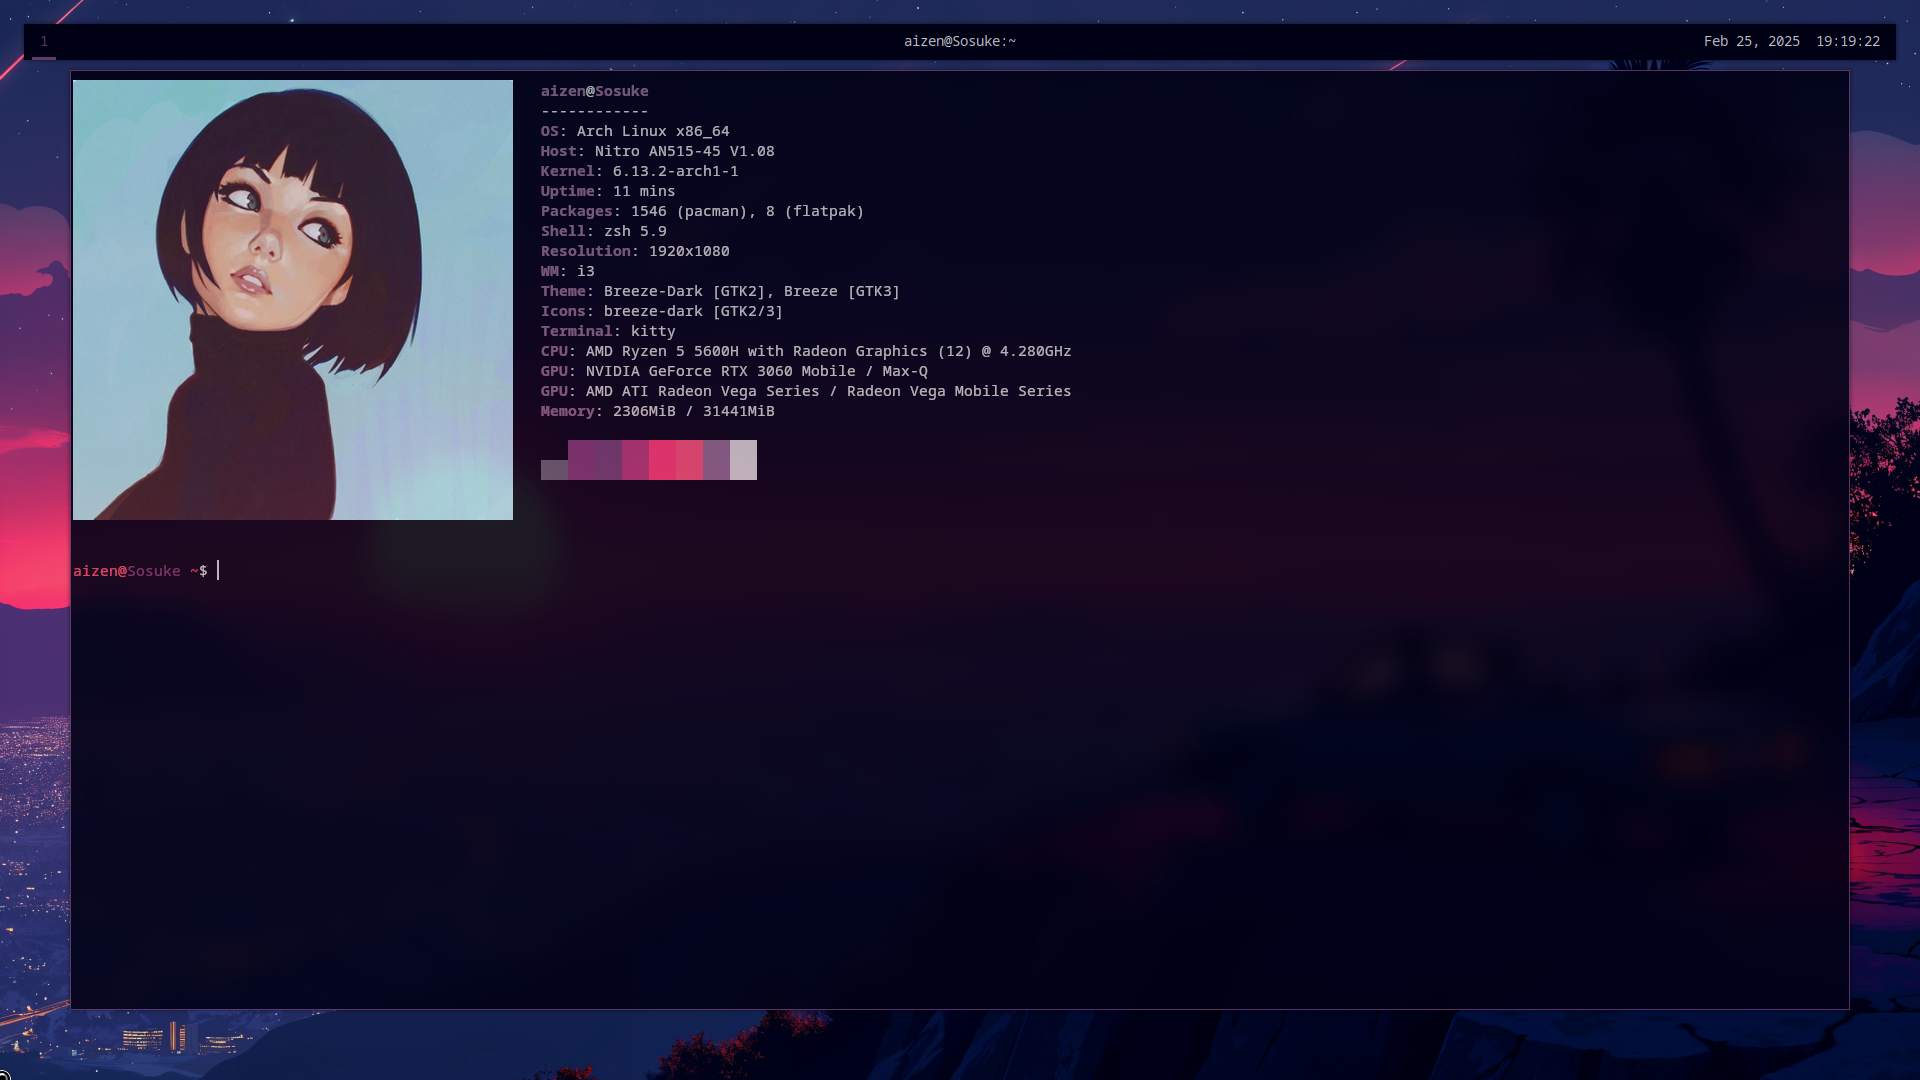 1
aizen@Sosuke:~
Feb 25, 2025 19:19:22
aizen@Sosuke
------------
OS: Arch Linux x86_64
Host: Nitro AN515-45 V1.08
Kernel: 6.13.2-arch1-1
Uptime: 11 mins
Packages: 1546 (pacman), 8 (flatpak)
Shell: zsh 5.9
Resolution: 1920x1080
WM: i3
Theme: Breeze-Dark [GTK2], Breeze [GTK3]
Icons: breeze-dark [GTK2/3]
Terminal: kitty
CPU: AMD Ryzen 5 5600H with Radeon Graphics (12) @ 4.280GHz
GPU: NVIDIA GeForce RTX 3060 Mobile / Max-Q
GPU: AMD ATI Radeon Vega Series / Radeon Vega Mobile Series
Memory: 2306MiB / 31441MiB
aizen@Sosuke ~$